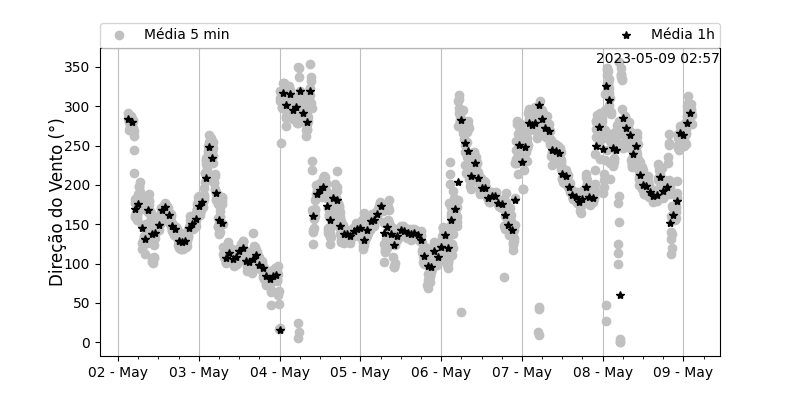 Média 5 min
Média 1h
2023-05-09 02:57
Direção do Vento (°)
350
300
250
200
150
100
50
0
02 - May
03 - May
04 - May
05 - May
06 - May
07 - May
08 - May
09 - May